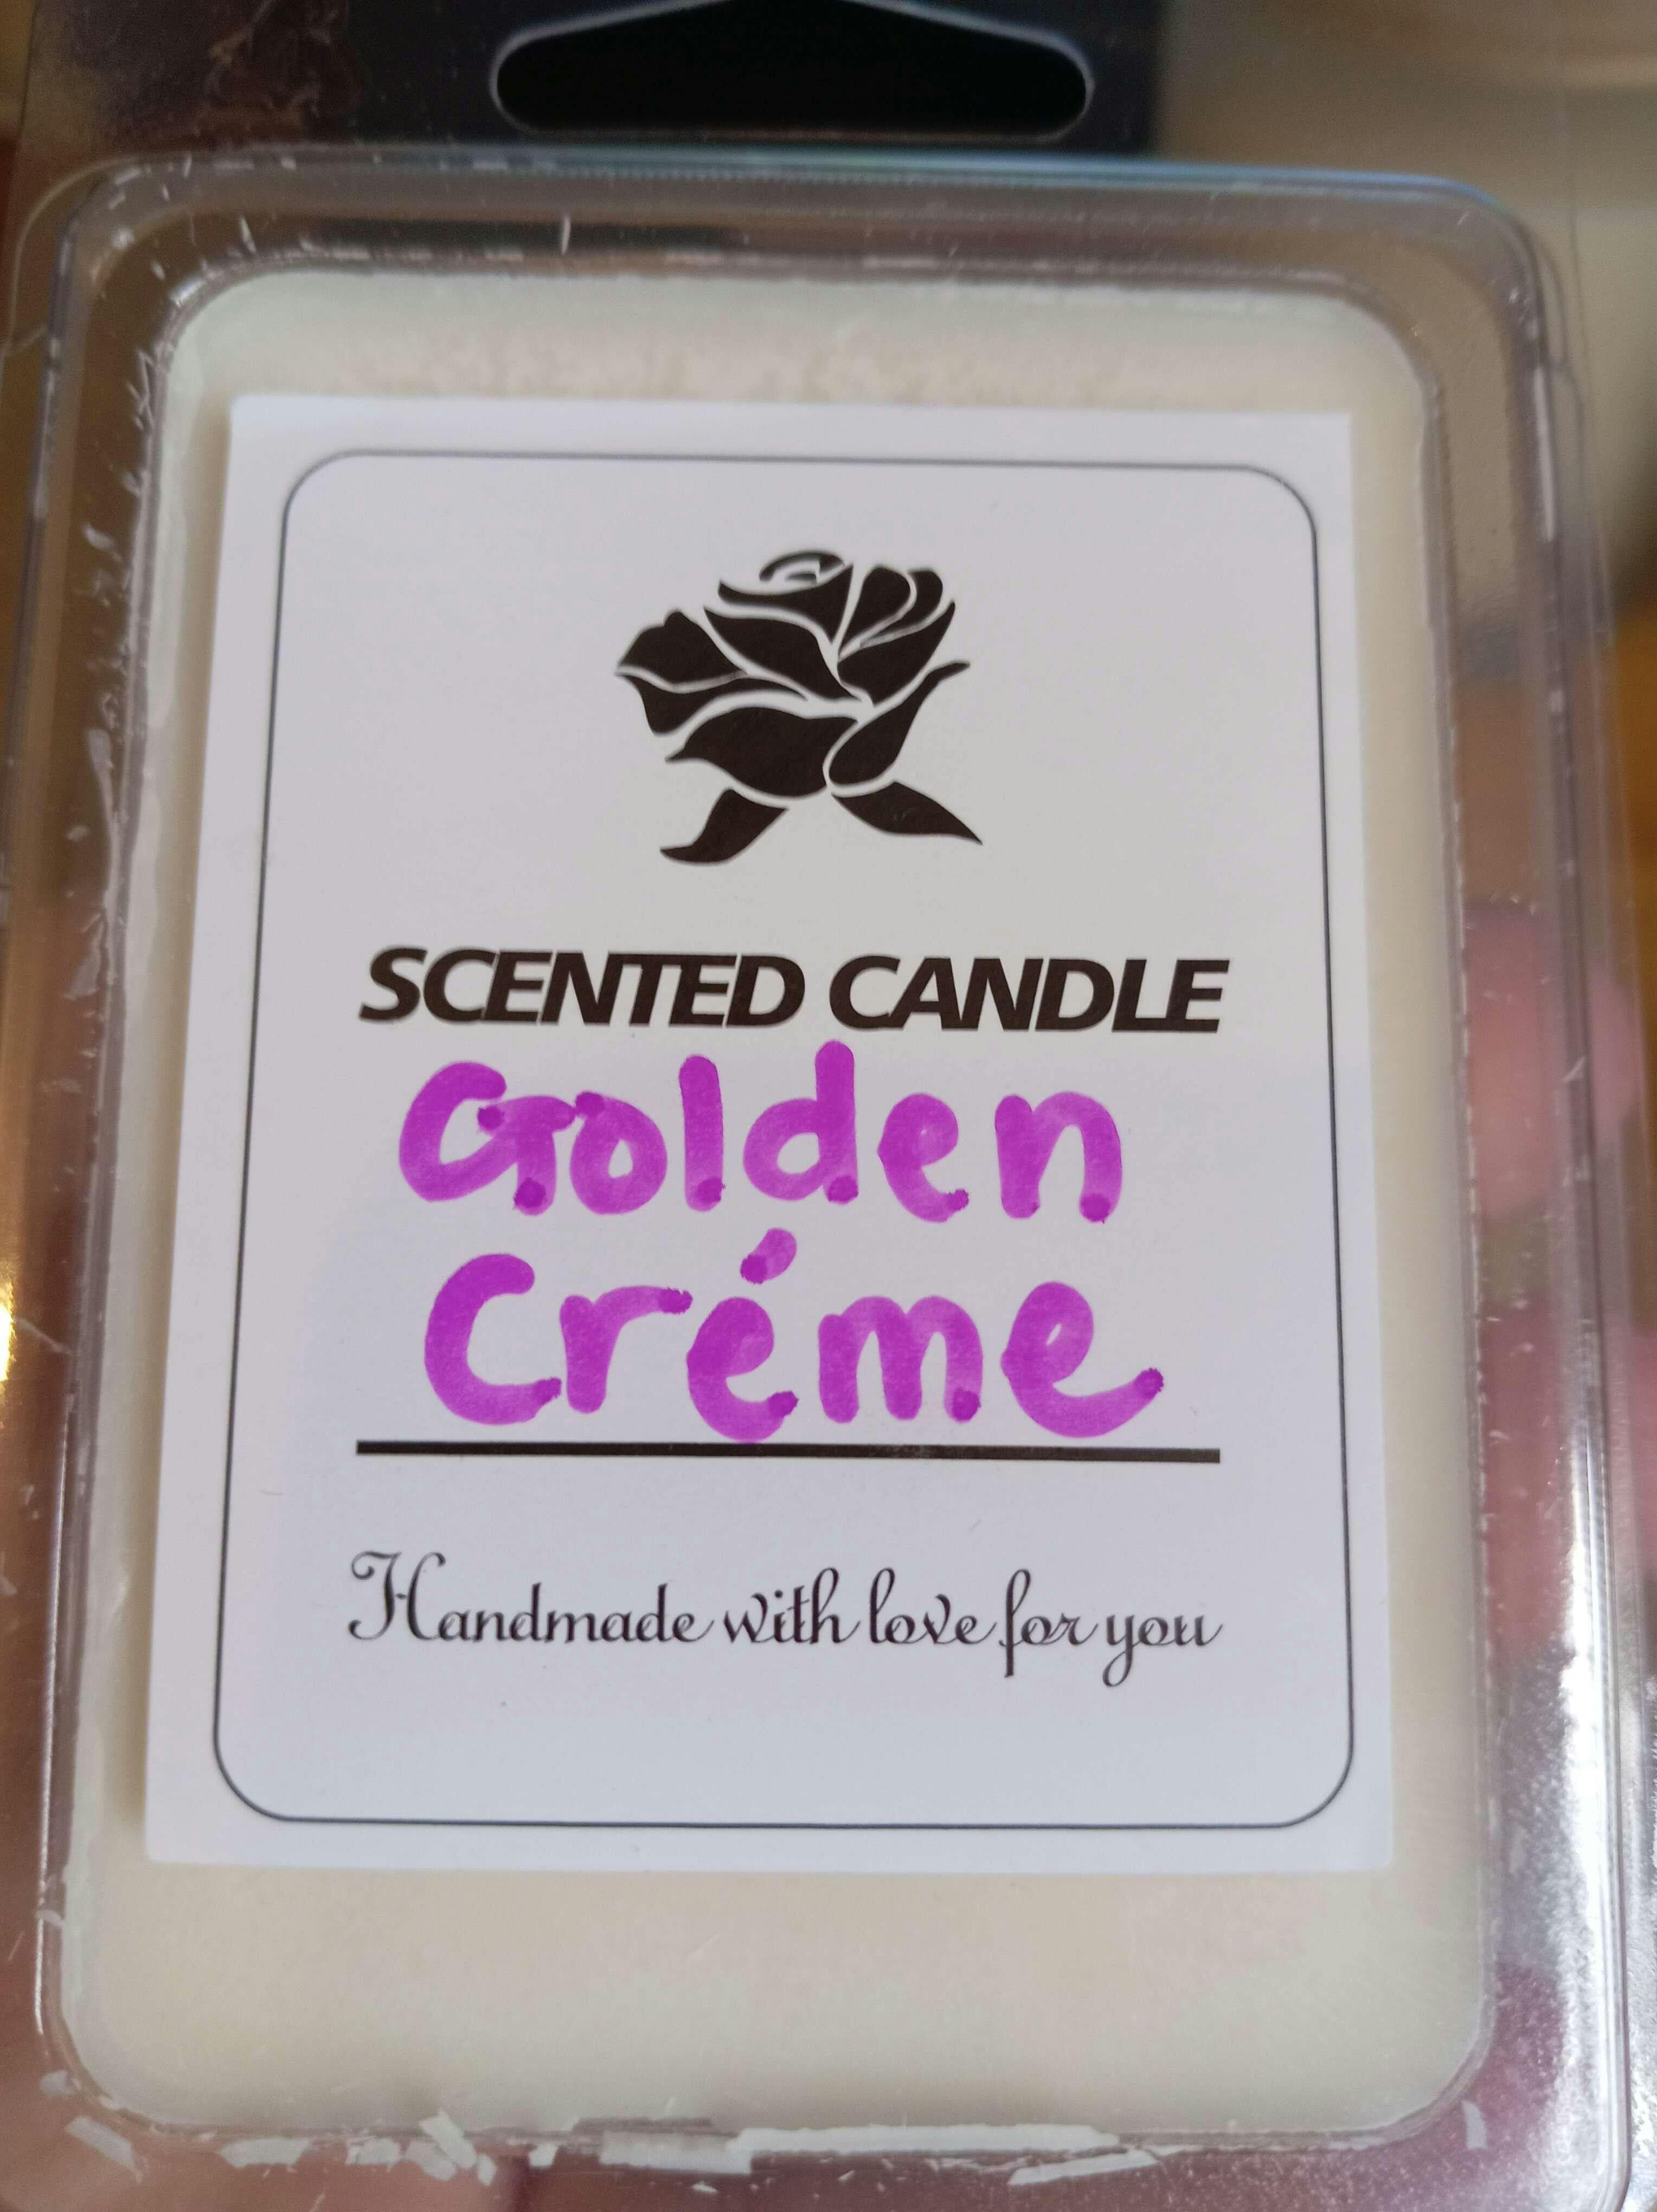 SCENTED CANDLE
Golden
Créme
Handmade with love for you